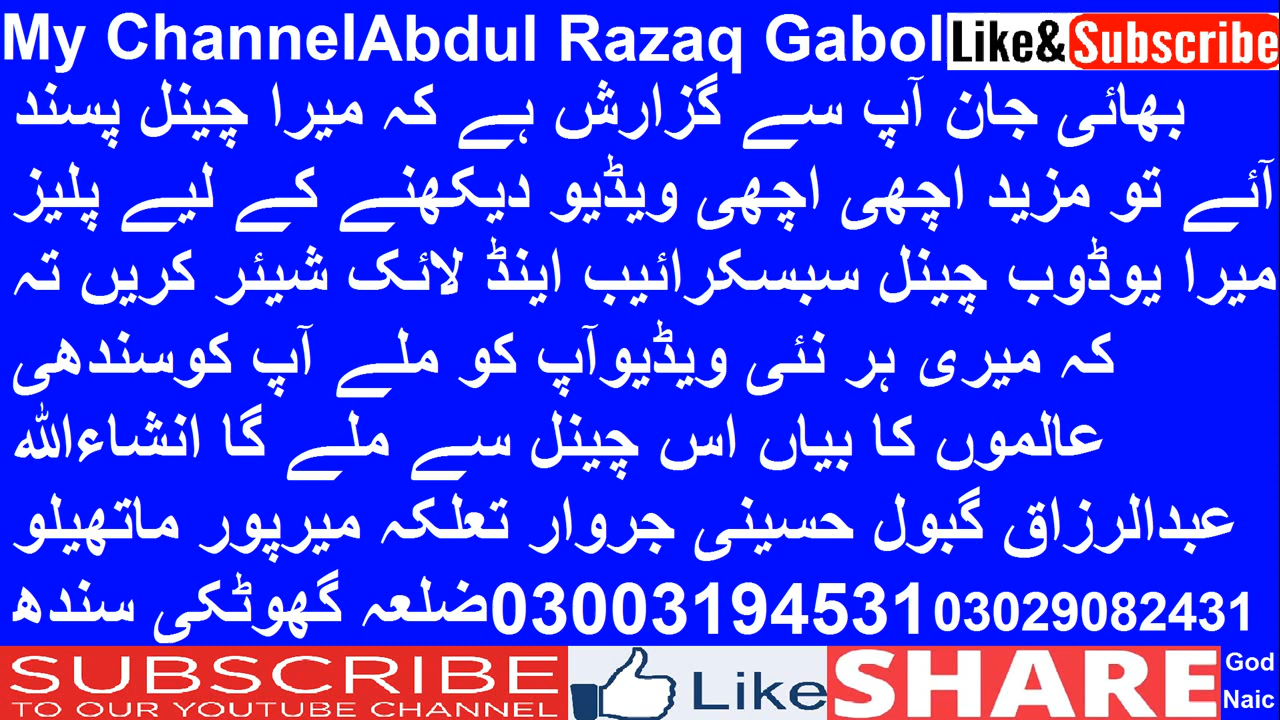 My Channel Abdul Razaq Gabol Like& Subscribe
بھائی جان آپ سے گزارش ہے کہ میرا چینل پسند
آئے تو مزید اچھی اچھی ویڈیو دیکھنے کے لیے پلیز
میرا یوڈوب چینل سبسکرائیب اینڈ لائک شیئر کریں تہ
کہ میری ہر نئی ویڈیوآپ کو ملے آپ کوسندھی
عالموں کا بیاں اس چینل سے ملے گا انشاءاللہ
عبدالرزاق گبول حسینی جروار تعلکہ میرپور ماتھیلو
ضلعہ گھوٹکی سندھ 03003194531 03029082431
SUBSCRIBE Like SHARE God
TO OUR YOUTUBE CHANNEL Naic